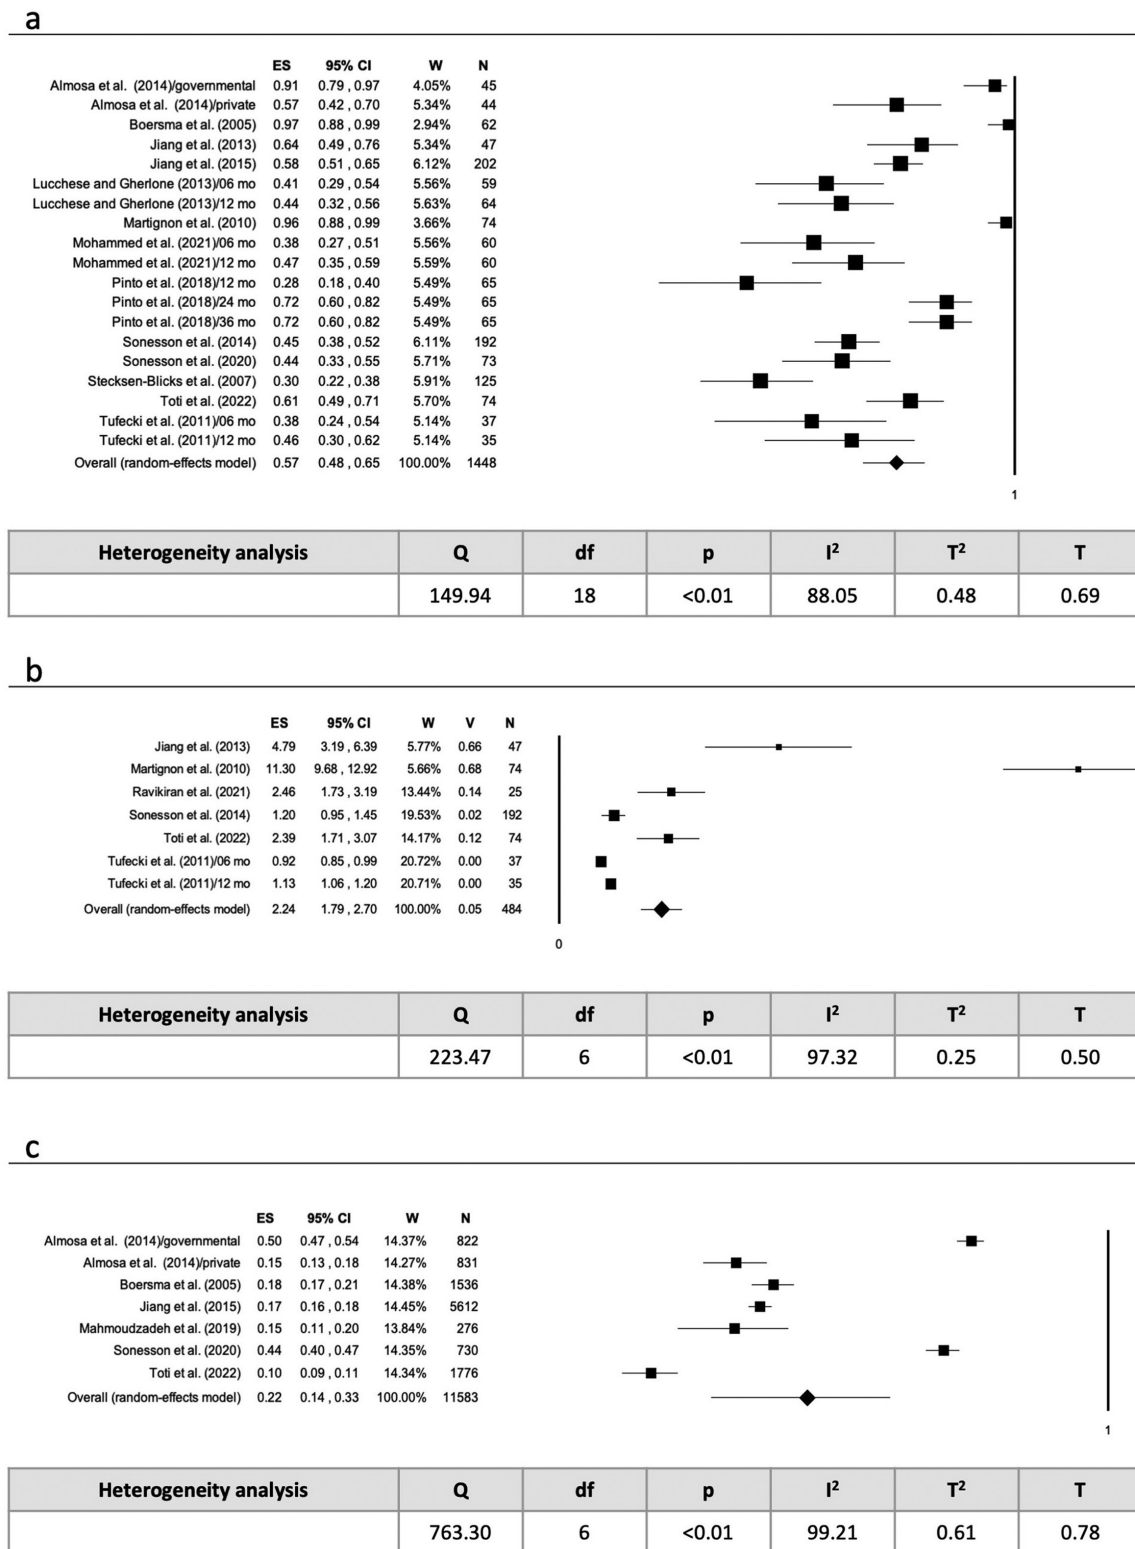 a
ES 95% CI W N
Almosa et al. (2014)/governmental 0.91 0.79 , 0.97 4.05% 45
Almosa et al. (2014)/private 0.57 0.42 , 0.70 5.34% 44
Boersma et al. (2005) 0.97 0.88 , 0.99 2.94% 62
Jiang et al. (2013) 0.64 0.49 , 0.76 5.34% 47
Jiang et al. (2015) 0.58 0.51 , 0.65 6.12% 202
Lucchese and Gherlone (2013)/06 mo 0.41 0.29 , 0.54 5.56% 59
Lucchese and Gherlone (2013)/12 mo 0.44 0.32 , 0.56 5.63% 64
Martignon et al. (2010) 0.96 0.88 , 0.99 3.66% 74
Mohammed et al. (2021)/06 mo 0.38 0.27 , 0.51 5.56% 60
Mohammed et al. (2021)/12 mo 0.47 0.35 , 0.59 5.59% 60
Pinto et al. (2018)/12 mo 0.28 0.18 , 0.40 5.49% 65
Pinto et al. (2018)/24 mo 0.72 0.60 , 0.82 5.49% 65
Pinto et al. (2018)/36 mo 0.72 0.60 , 0.82 5.49% 65
Sonesson et al. (2014) 0.45 0.38 , 0.52 6.11% 192
Sonesson et al. (2020) 0.44 0.33 , 0.55 5.71% 73
Stecksen-Blicks et al. (2007) 0.30 0.22 , 0.38 5.91% 125
Toti et al. (2022) 0.61 0.49 , 0.71 5.70% 74
Tufecki et al. (2011)/06 mo 0.38 0.24 , 0.54 5.14% 37
Tufecki et al. (2011)/12 mo 0.46 0.30 , 0.62 5.14% 35
Overall (random-effects model) 0.57 0.48 , 0.65 100.00% 1448
1
Heterogeneity analysis Q df p I² T² T
149.94 18 <0.01 88.05 0.48 0.69
b
ES 95% CI W V N
Jiang et al. (2013) 4.79 3.19 , 6.39 5.77% 0.66 47
Martignon et al. (2010) 11.30 9.68 , 12.92 5.66% 0.68 74
Ravikiran et al. (2021) 2.46 1.73 , 3.19 13.44% 0.14 25
Sonesson et al. (2014) 1.20 0.95 , 1.45 19.53% 0.02 192
Toti et al. (2022) 2.39 1.71 , 3.07 14.17% 0.12 74
Tufecki et al. (2011)/06 mo 0.92 0.85 , 0.99 20.72% 0.00 37
Tufecki et al. (2011)/12 mo 1.13 1.06 , 1.20 20.71% 0.00 35
Overall (random-effects model) 2.24 1.79 , 2.70 100.00% 0.05 484
0
Heterogeneity analysis Q df p I² T² T
223.47 6 <0.01 97.32 0.25 0.50
c
ES 95% CI W N
Almosa et al. (2014)/governmental 0.50 0.47 , 0.54 14.37% 822
Almosa et al. (2014)/private 0.15 0.13 , 0.18 14.27% 831
Boersma et al. (2005) 0.18 0.17 , 0.21 14.38% 1536
Jiang et al. (2015) 0.17 0.16 , 0.18 14.45% 5612
Mahmoudzadeh et al. (2019) 0.15 0.11 , 0.20 13.84% 276
Sonesson et al. (2020) 0.44 0.40 , 0.47 14.35% 730
Toti et al. (2022) 0.10 0.09 , 0.11 14.34% 1776
Overall (random-effects model) 0.22 0.14 , 0.33 100.00% 11583
1
Heterogeneity analysis Q df p I² T² T
763.30 6 <0.01 99.21 0.61 0.78